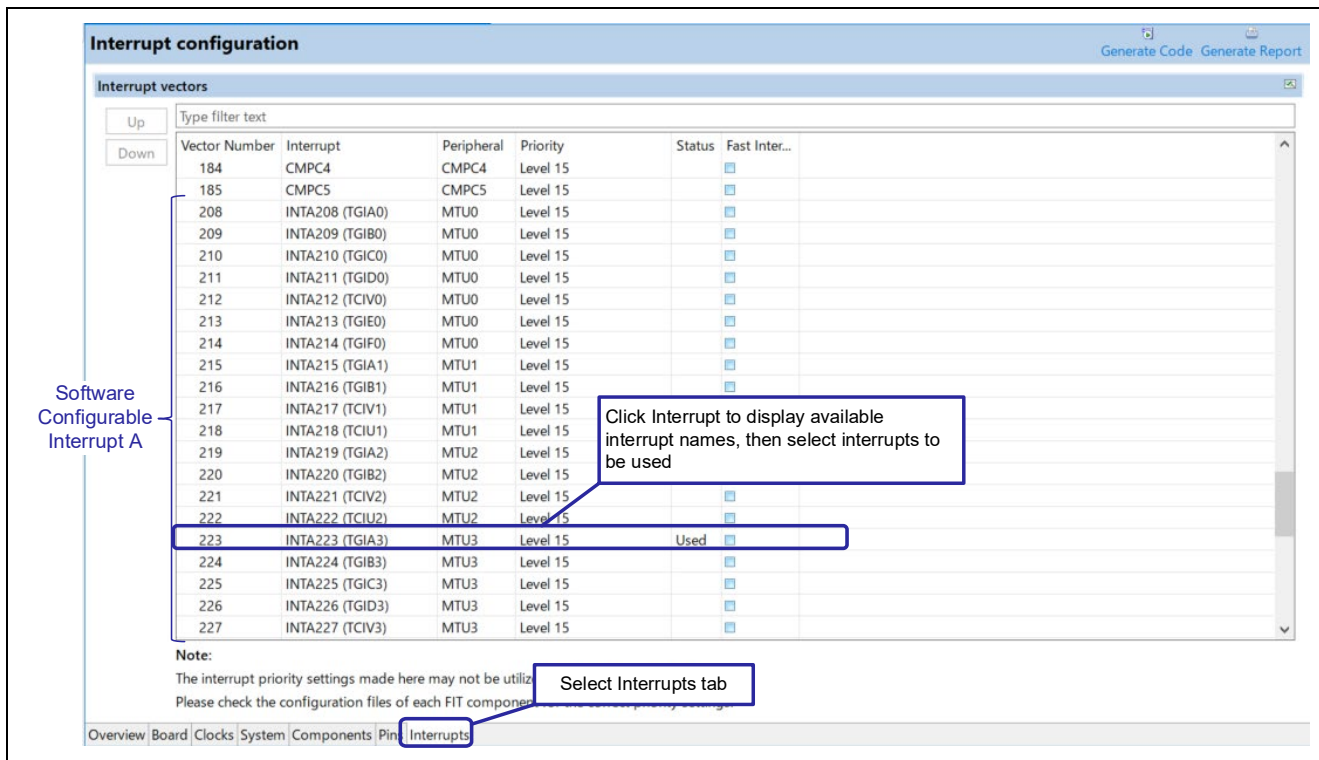 Interrupt configuration
Generate Code Generate Report
Interrupt vectors
Up
Down
Type filter text
Vector Number Interrupt Peripheral Priority Status Fast Inter...
184 CMPC4 CMPC4 Level 15
185 CMPC5 CMPC5 Level 15
208 INTA208 (TGIA0) MTU0 Level 15
209 INTA209 (TGIB0) MTU0 Level 15
210 INTA210 (TGIC0) MTU0 Level 15
211 INTA211 (TGID0) MTU0 Level 15
212 INTA212 (TCIV0) MTU0 Level 15
213 INTA213 (TGIE0) MTU0 Level 15
214 INTA214 (TGIF0) MTU0 Level 15
215 INTA215 (TGIA1) MTU1 Level 15
216 INTA216 (TGIB1) MTU1 Level 15
217 INTA217 (TCIV1) MTU1 Level 15
218 INTA218 (TCIU1) MTU1 Level 15
219 INTA219 (TGIA2) MTU2 Level 15
220 INTA220 (TGIB2) MTU2 Level 15
221 INTA221 (TCIV2) MTU2 Level 15
222 INTA222 (TCIU2) MTU2 Level 15
223 INTA223 (TGIA3) MTU3 Level 15 Used
224 INTA224 (TGIB3) MTU3 Level 15
225 INTA225 (TGIC3) MTU3 Level 15
226 INTA226 (TGID3) MTU3 Level 15
227 INTA227 (TCIV3) MTU3 Level 15
Software
Configurable
Interrupt A
Click Interrupt to display available
interrupt names, then select interrupts to
be used
Note:
The interrupt priority settings made here may not be
Please check the configuration files of each FIT
Select Interrupts tab
Overview Board Clocks System Components Pins Interrupts